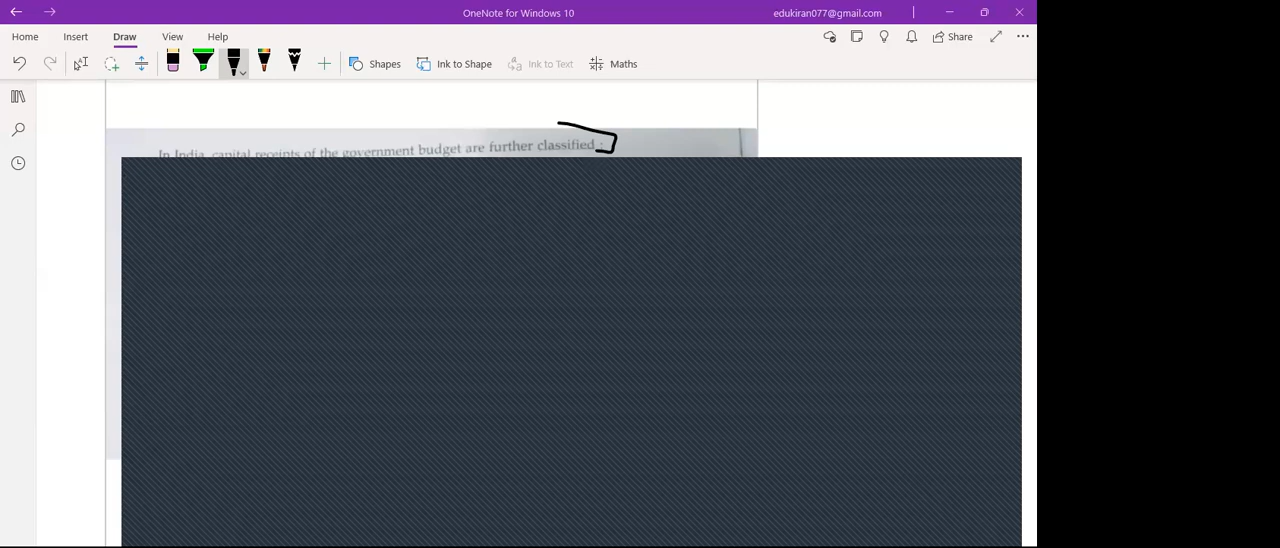 OneNote for Windows 10
edukiran077@gmail.com
Home Insert Draw View Help
Share
Shapes Ink to Shape Ink to Text Maths
In India, capital receipts of the government budget are further classified :